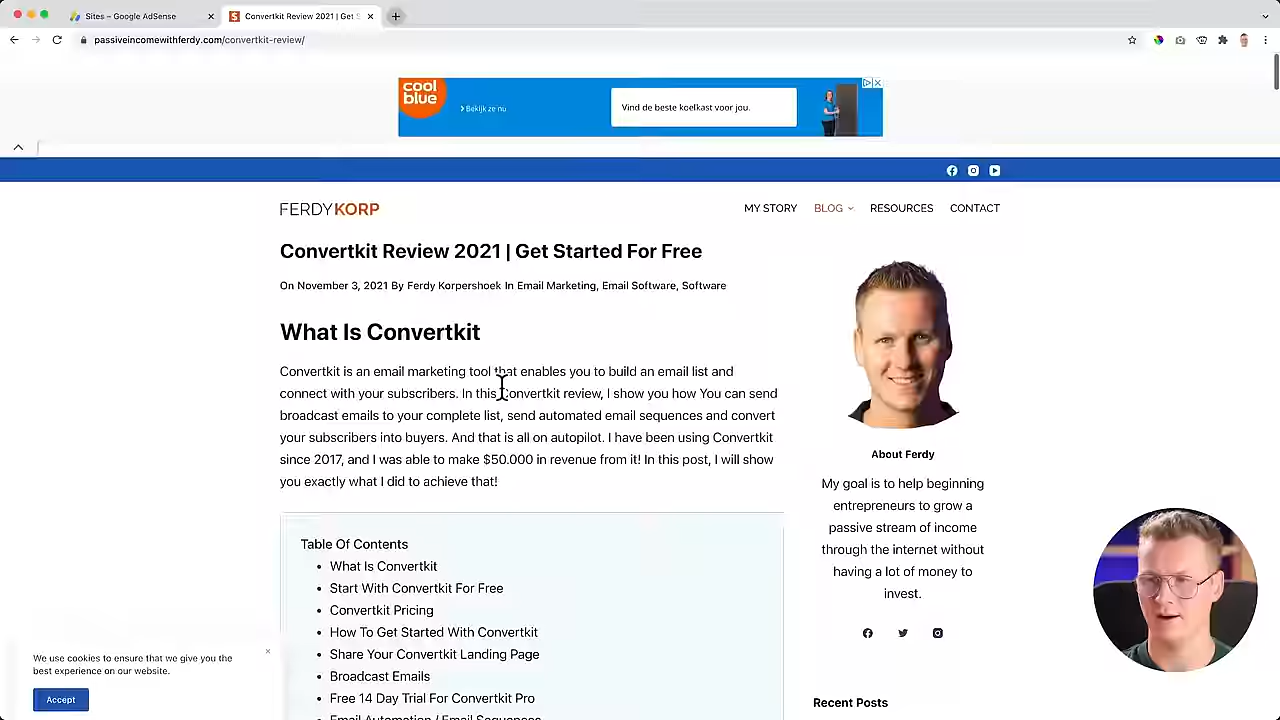 Sites – Google AdSense
Convertkit Review 2021 | Get S
passiveincomewithferdy.com/convertkit-review/
cool
blue
Bekijk ze nu
Vind de beste koelkast voor jou.
FERDYKORP
MY STORY
BLOG
RESOURCES
CONTACT
Convertkit Review 2021 | Get Started For Free
On November 3, 2021 By Ferdy Korpershoek In Email Marketing, Email Software, Software
What Is Convertkit
Convertkit is an email marketing tool that enables you to build an email list and
connect with your subscribers. In this Convertkit review, I show you how You can send
broadcast emails to your complete list, send automated email sequences and convert
your subscribers into buyers. And that is all on autopilot. I have been using Convertkit
since 2017, and I was able to make $50.000 in revenue from it! In this post, I will show
you exactly what I did to achieve that!
Table Of Contents
What Is Convertkit
Start With Convertkit For Free
Convertkit Pricing
How To Get Started With Convertkit
Share Your Convertkit Landing Page
Broadcast Emails
Free 14 Day Trial For Convertkit Pro
Email Automation / Email Sequences
About Ferdy
My goal is to help beginning
entrepreneurs to grow a
passive stream of income
through the internet without
having a lot of money to
invest.
Recent Posts
We use cookies to ensure that we give you the
best experience on our website.
Accept